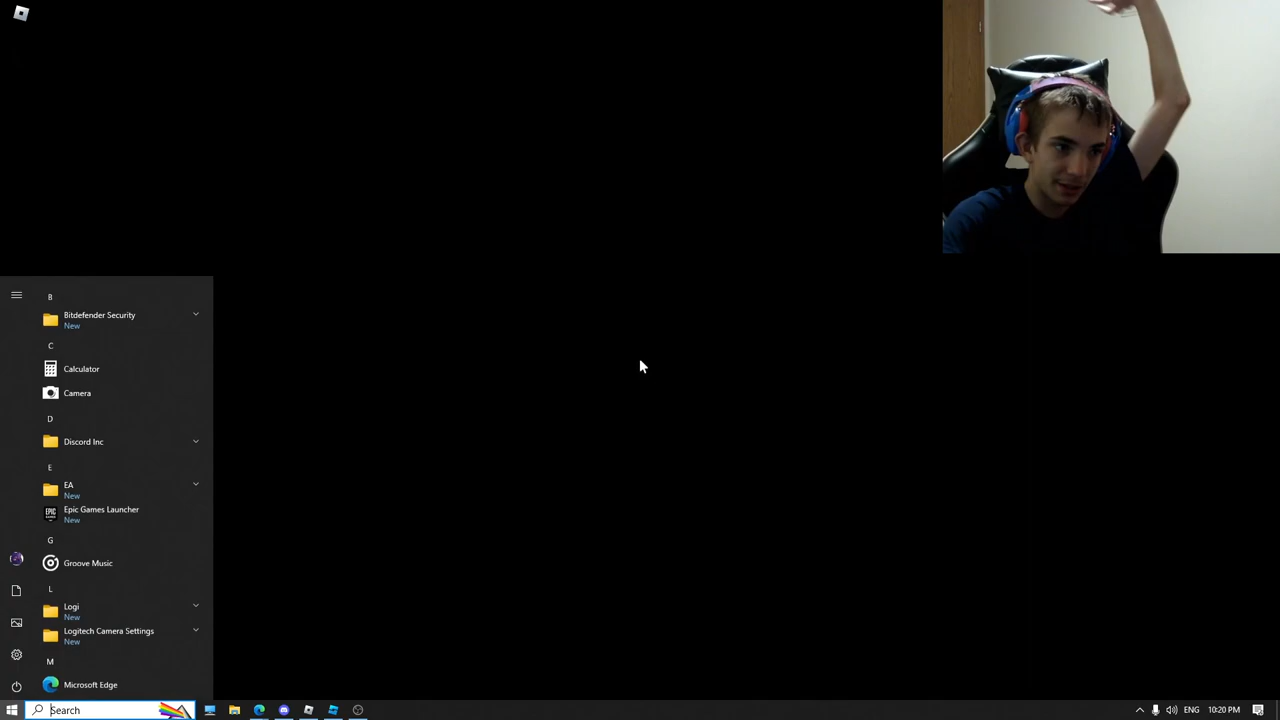 B
Bitdefender Security
New
C
Calculator
Camera
D
Discord Inc
E
EA
New
Epic Games Launcher
New
G
Groove Music
L
Logi
New
Logitech Camera Settings
New
M
Microsoft Edge
Search
ENG
10:20 PM